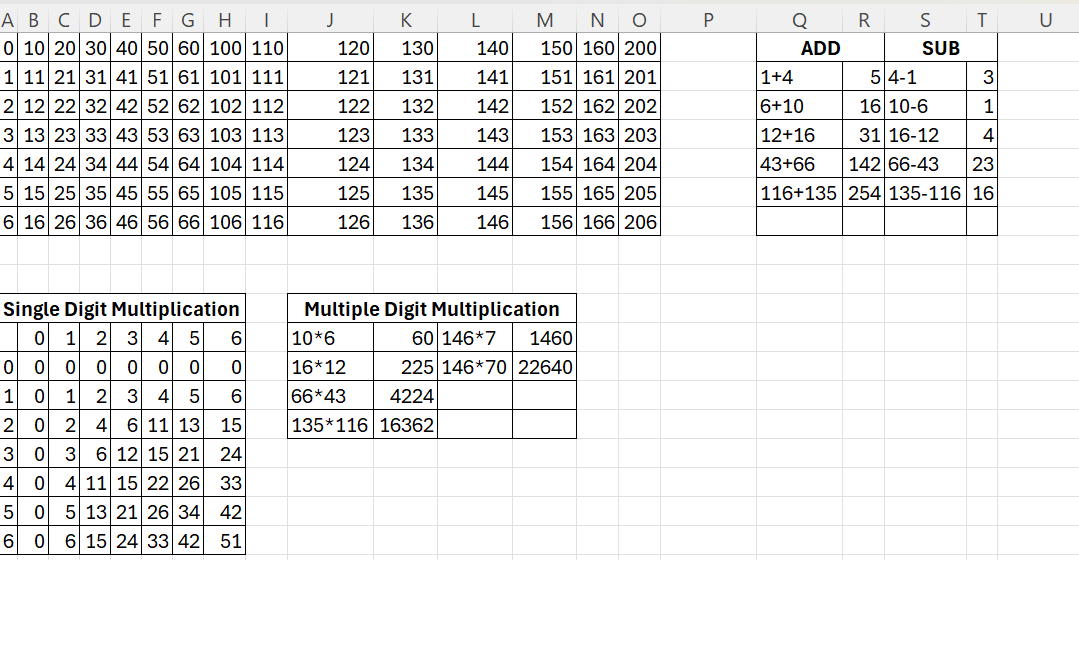 A B C D E F G H I J K L M N O P Q R S T U
0 10 20 30 40 50 60 100 110 120 130 140 150 160 200 ADD SUB
1 11 21 31 41 51 61 101 111 121 131 141 151 161 201 1+4 5 4-1 3
2 12 22 32 42 52 62 102 112 122 132 142 152 162 202 6+10 16 10-6 1
3 13 23 33 43 53 63 103 113 123 133 143 153 163 203 12+16 31 16-12 4
4 14 24 34 44 54 64 104 114 124 134 144 154 164 204 43+66 142 66-43 23
5 15 25 35 45 55 65 105 115 125 135 145 155 165 205 116+135 254 135-116 16
6 16 26 36 46 56 66 106 116 126 136 146 156 166 206
Single Digit Multiplication Multiple Digit Multiplication
0 1 2 3 4 5 6 10*6 60 146*7 1460
0 0 0 0 0 0 0 0 16*12 225 146*70 22640
1 0 1 2 3 4 5 6 66*43 4224
2 0 2 4 6 11 13 15 135*116 16362
3 0 3 6 12 15 21 24
4 0 4 11 15 22 26 33
5 0 5 13 21 26 34 42
6 0 6 15 24 33 42 51